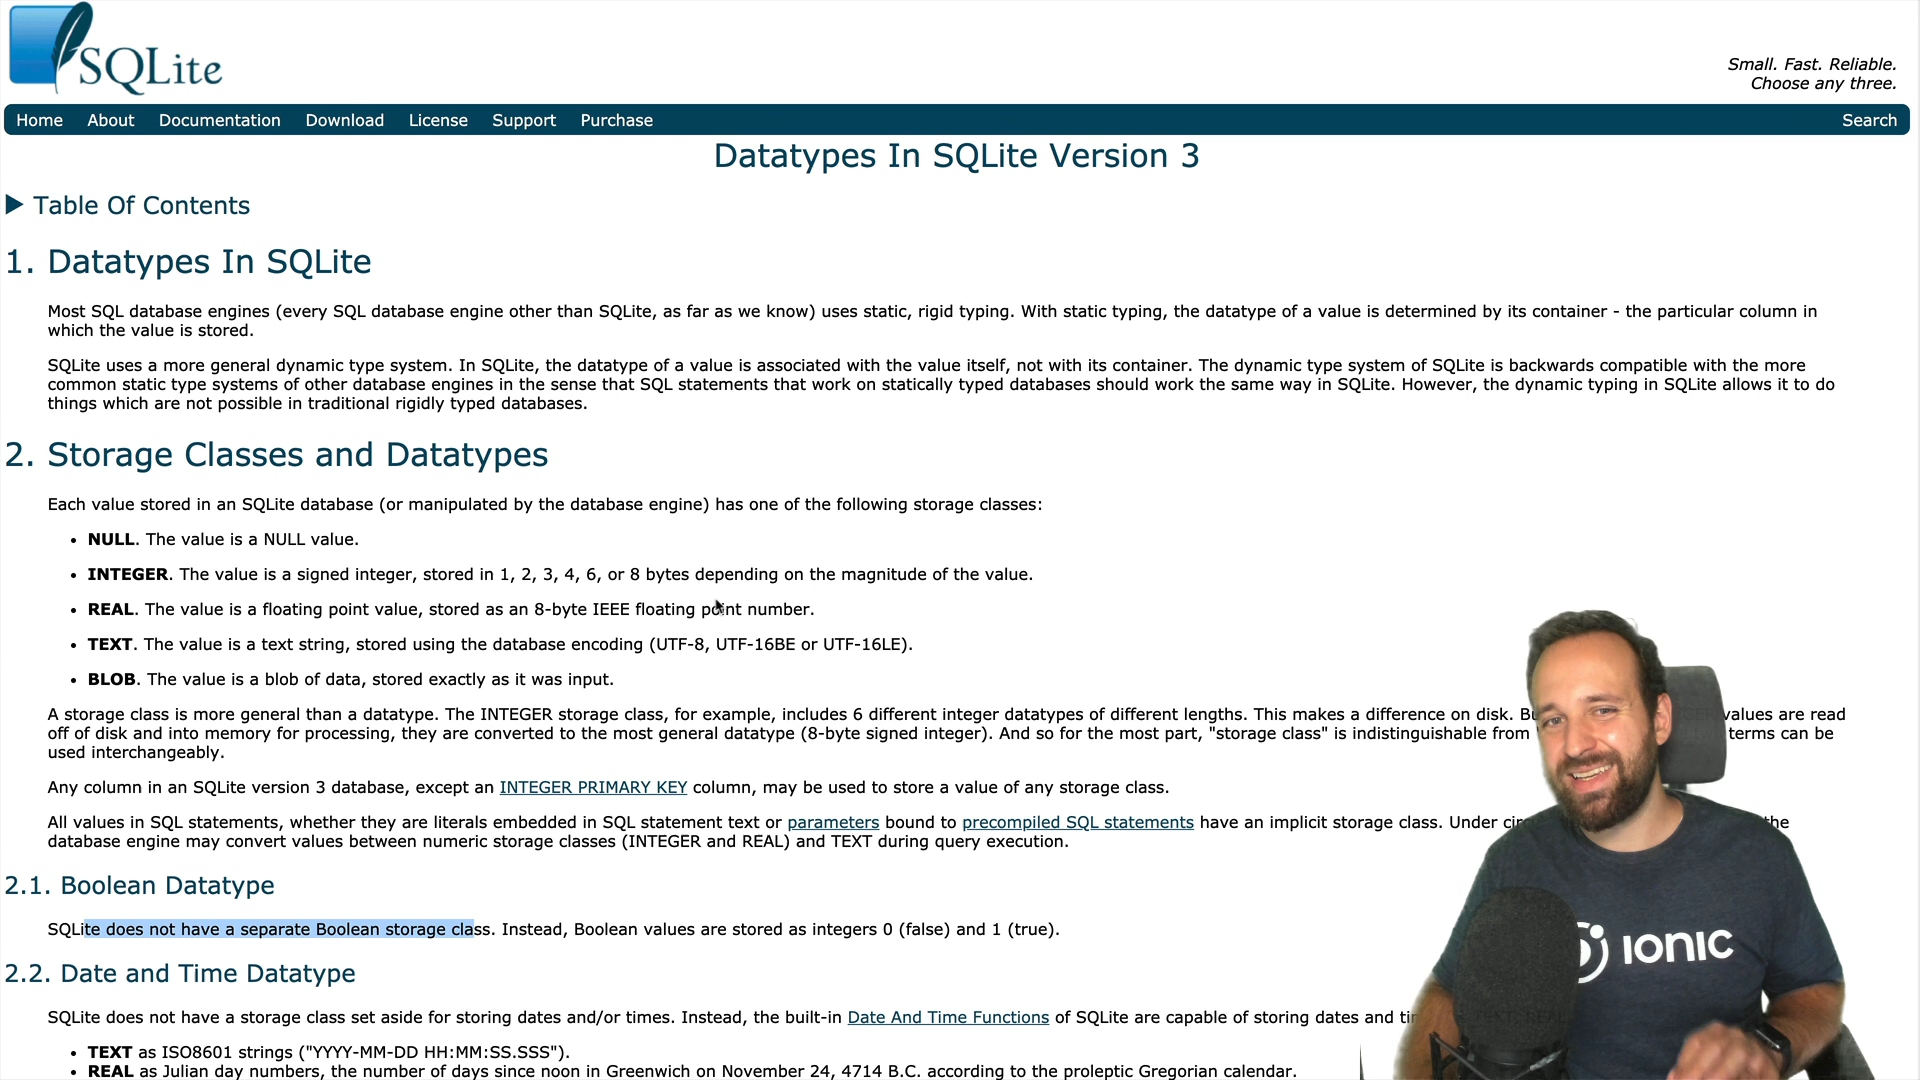 SQLite
Small. Fast. Reliable.
Choose any three.
Home About Documentation Download License Support Purchase Search
Datatypes In SQLite Version 3
Table Of Contents
1. Datatypes In SQLite
Most SQL database engines (every SQL database engine other than SQLite, as far as we know) uses static, rigid typing. With static typing, the datatype of a value is determined by its container - the particular column in
which the value is stored.
SQLite uses a more general dynamic type system. In SQLite, the datatype of a value is associated with the value itself, not with its container. The dynamic type system of SQLite is backwards compatible with the more
common static type systems of other database engines in the sense that SQL statements that work on statically typed databases should work the same way in SQLite. However, the dynamic typing in SQLite allows it to do
things which are not possible in traditional rigidly typed databases.
2. Storage Classes and Datatypes
Each value stored in an SQLite database (or manipulated by the database engine) has one of the following storage classes:
• NULL. The value is a NULL value.
• INTEGER. The value is a signed integer, stored in 1, 2, 3, 4, 6, or 8 bytes depending on the magnitude of the value.
• REAL. The value is a floating point value, stored as an 8-byte IEEE floating point number.
• TEXT. The value is a text string, stored using the database encoding (UTF-8, UTF-16BE or UTF-16LE).
• BLOB. The value is a blob of data, stored exactly as it was input.
A storage class is more general than a datatype. The INTEGER storage class, for example, includes 6 different integer datatypes of different lengths. This makes a difference on disk. values are read
off of disk and into memory for processing, they are converted to the most general datatype (8-byte signed integer). And so for the most part, "storage class" is indistinguishable from terms can be
used interchangeably.
Any column in an SQLite version 3 database, except an INTEGER PRIMARY KEY column, may be used to store a value of any storage class.
All values in SQL statements, whether they are literals embedded in SQL statement text or parameters bound to precompiled SQL statements have an implicit storage class. Under the
database engine may convert values between numeric storage classes (INTEGER and REAL) and TEXT during query execution.
2.1. Boolean Datatype
SQLite does not have a separate Boolean storage class. Instead, Boolean values are stored as integers 0 (false) and 1 (true).
2.2. Date and Time Datatype
SQLite does not have a storage class set aside for storing dates and/or times. Instead, the built-in Date And Time Functions of SQLite are capable of storing dates and
• TEXT as ISO8601 strings ("YYYY-MM-DD HH:MM:SS.SSS").
• REAL as Julian day numbers, the number of days since noon in Greenwich on November 24, 4714 B.C. according to the proleptic Gregorian calendar.
IONIC